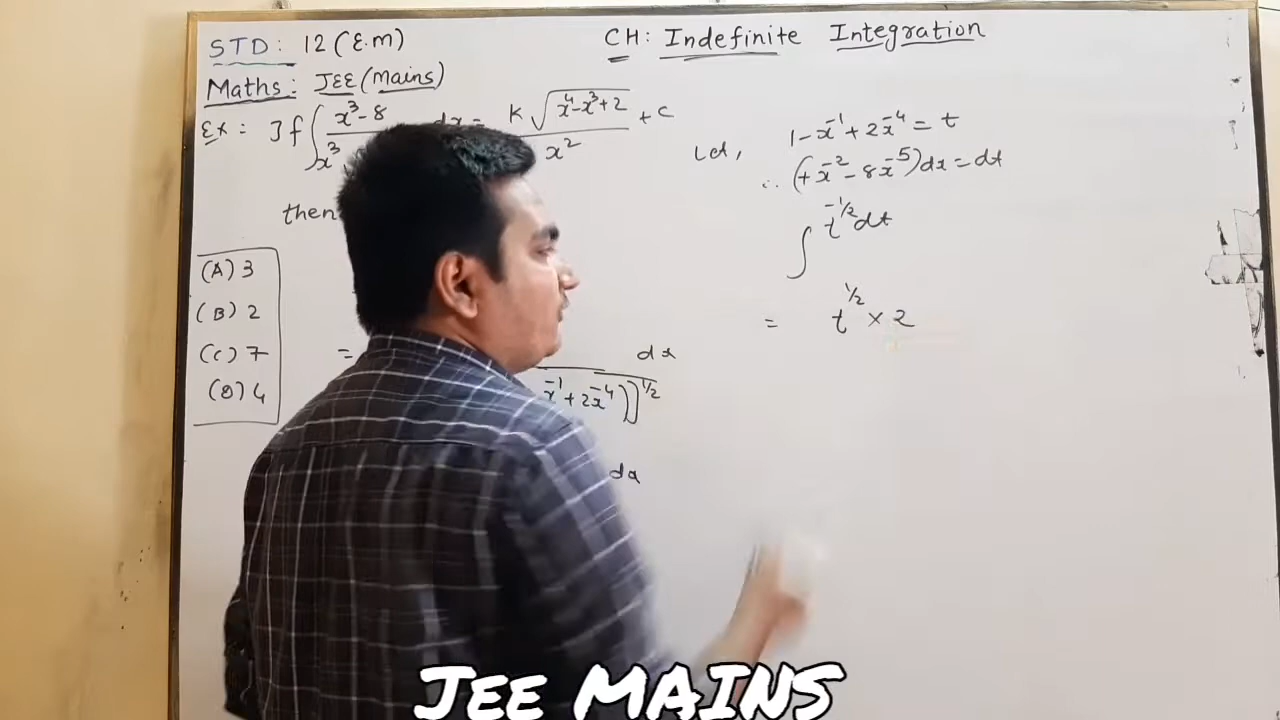 STD: 12 (E.m)
CH: Indefinite Integration
Maths: JEE (Mains)
Ex: If ∫ x³-8 / x³ dx = k √(x⁴-x³+2) / x² + c
then
(A) 3
(B) 2
(C) 7
(D) 4
= dx
x⁻¹ + 2x⁻⁴))^½
dx
Let, 1-x⁻¹+2x⁻⁴ = t
∴ (+x⁻²-8x⁻⁵)dx = dt
∫ t^-½ dt
= t^½ × 2
JEE MAINS